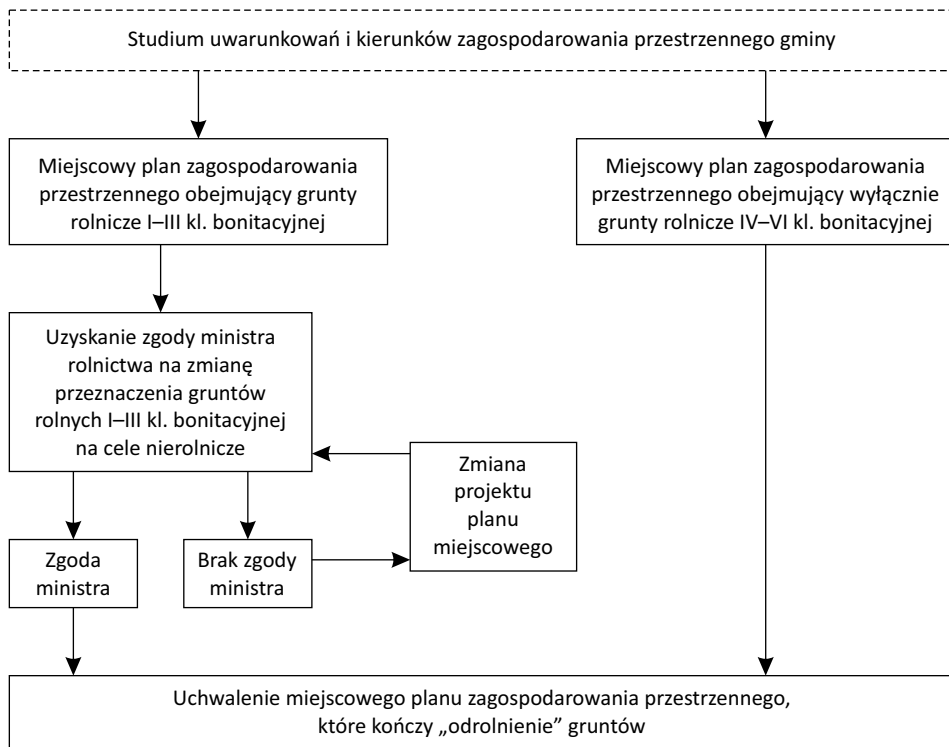 Studium uwarunkowań i kierunków zagospodarowania przestrzennego gminy
Miejscowy plan zagospodarowania
przestrzennego obejmujący grunty
rolnicze I–III kl. bonitacyjnej
Miejscowy plan zagospodarowania
przestrzennego obejmujący wyłącznie
grunty rolnicze IV–VI kl. bonitacyjnej
Uzyskanie zgody ministra
rolnictwa na zmianę
przeznaczenia gruntów
rolnych I–III kl. bonitacyjnej
na cele nierolnicze
Zmiana
projektu
planu
miejscowego
Zgoda
ministra
Brak zgody
ministra
Uchwalenie miejscowego planu zagospodarowania przestrzennego,
które kończy „odrolnienie” gruntów